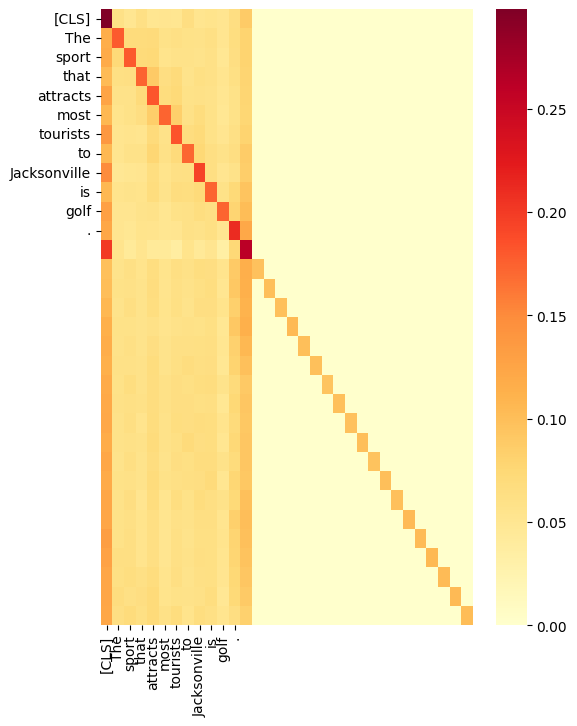 [CLS]
The
sport
that
attracts
most
tourists
to
Jacksonville
is
golf
.
0.25
0.20
0.15
0.10
0.05
0.00
[CLS]
The
sport
that
attracts
most
tourists
to
Jacksonville
is
golf
.